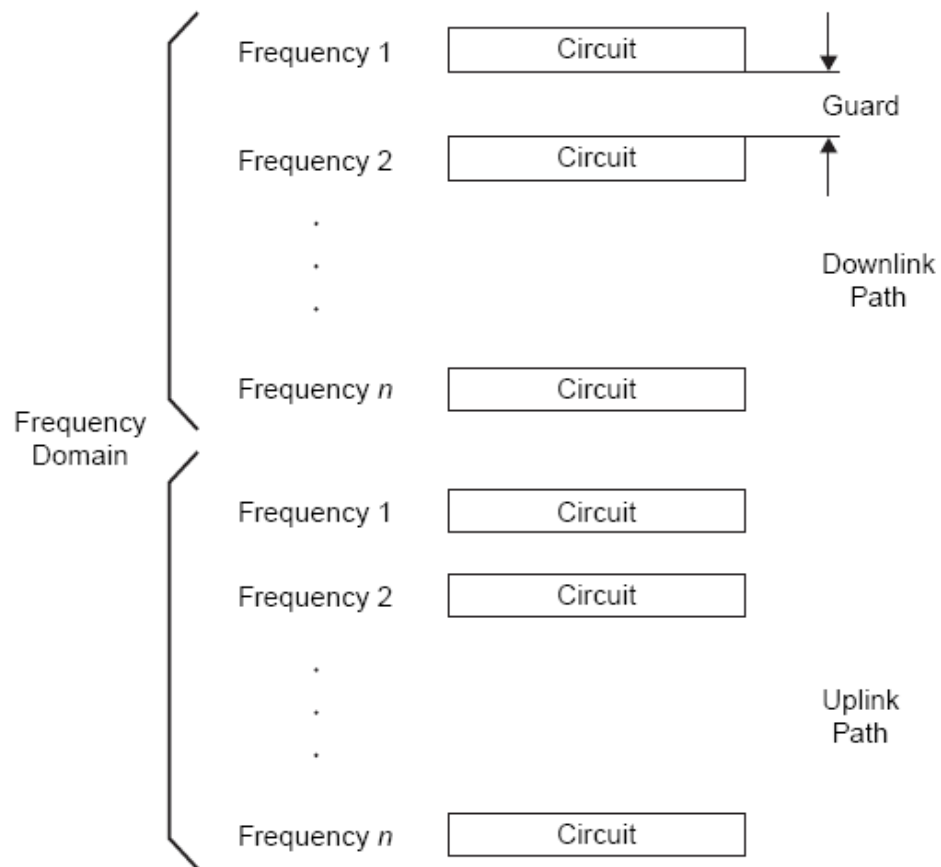 Frequency 1
Circuit
Guard
Frequency 2
Circuit
Downlink
Path
Frequency n
Circuit
Frequency
Domain
Frequency 1
Circuit
Frequency 2
Circuit
Uplink
Path
Frequency n
Circuit